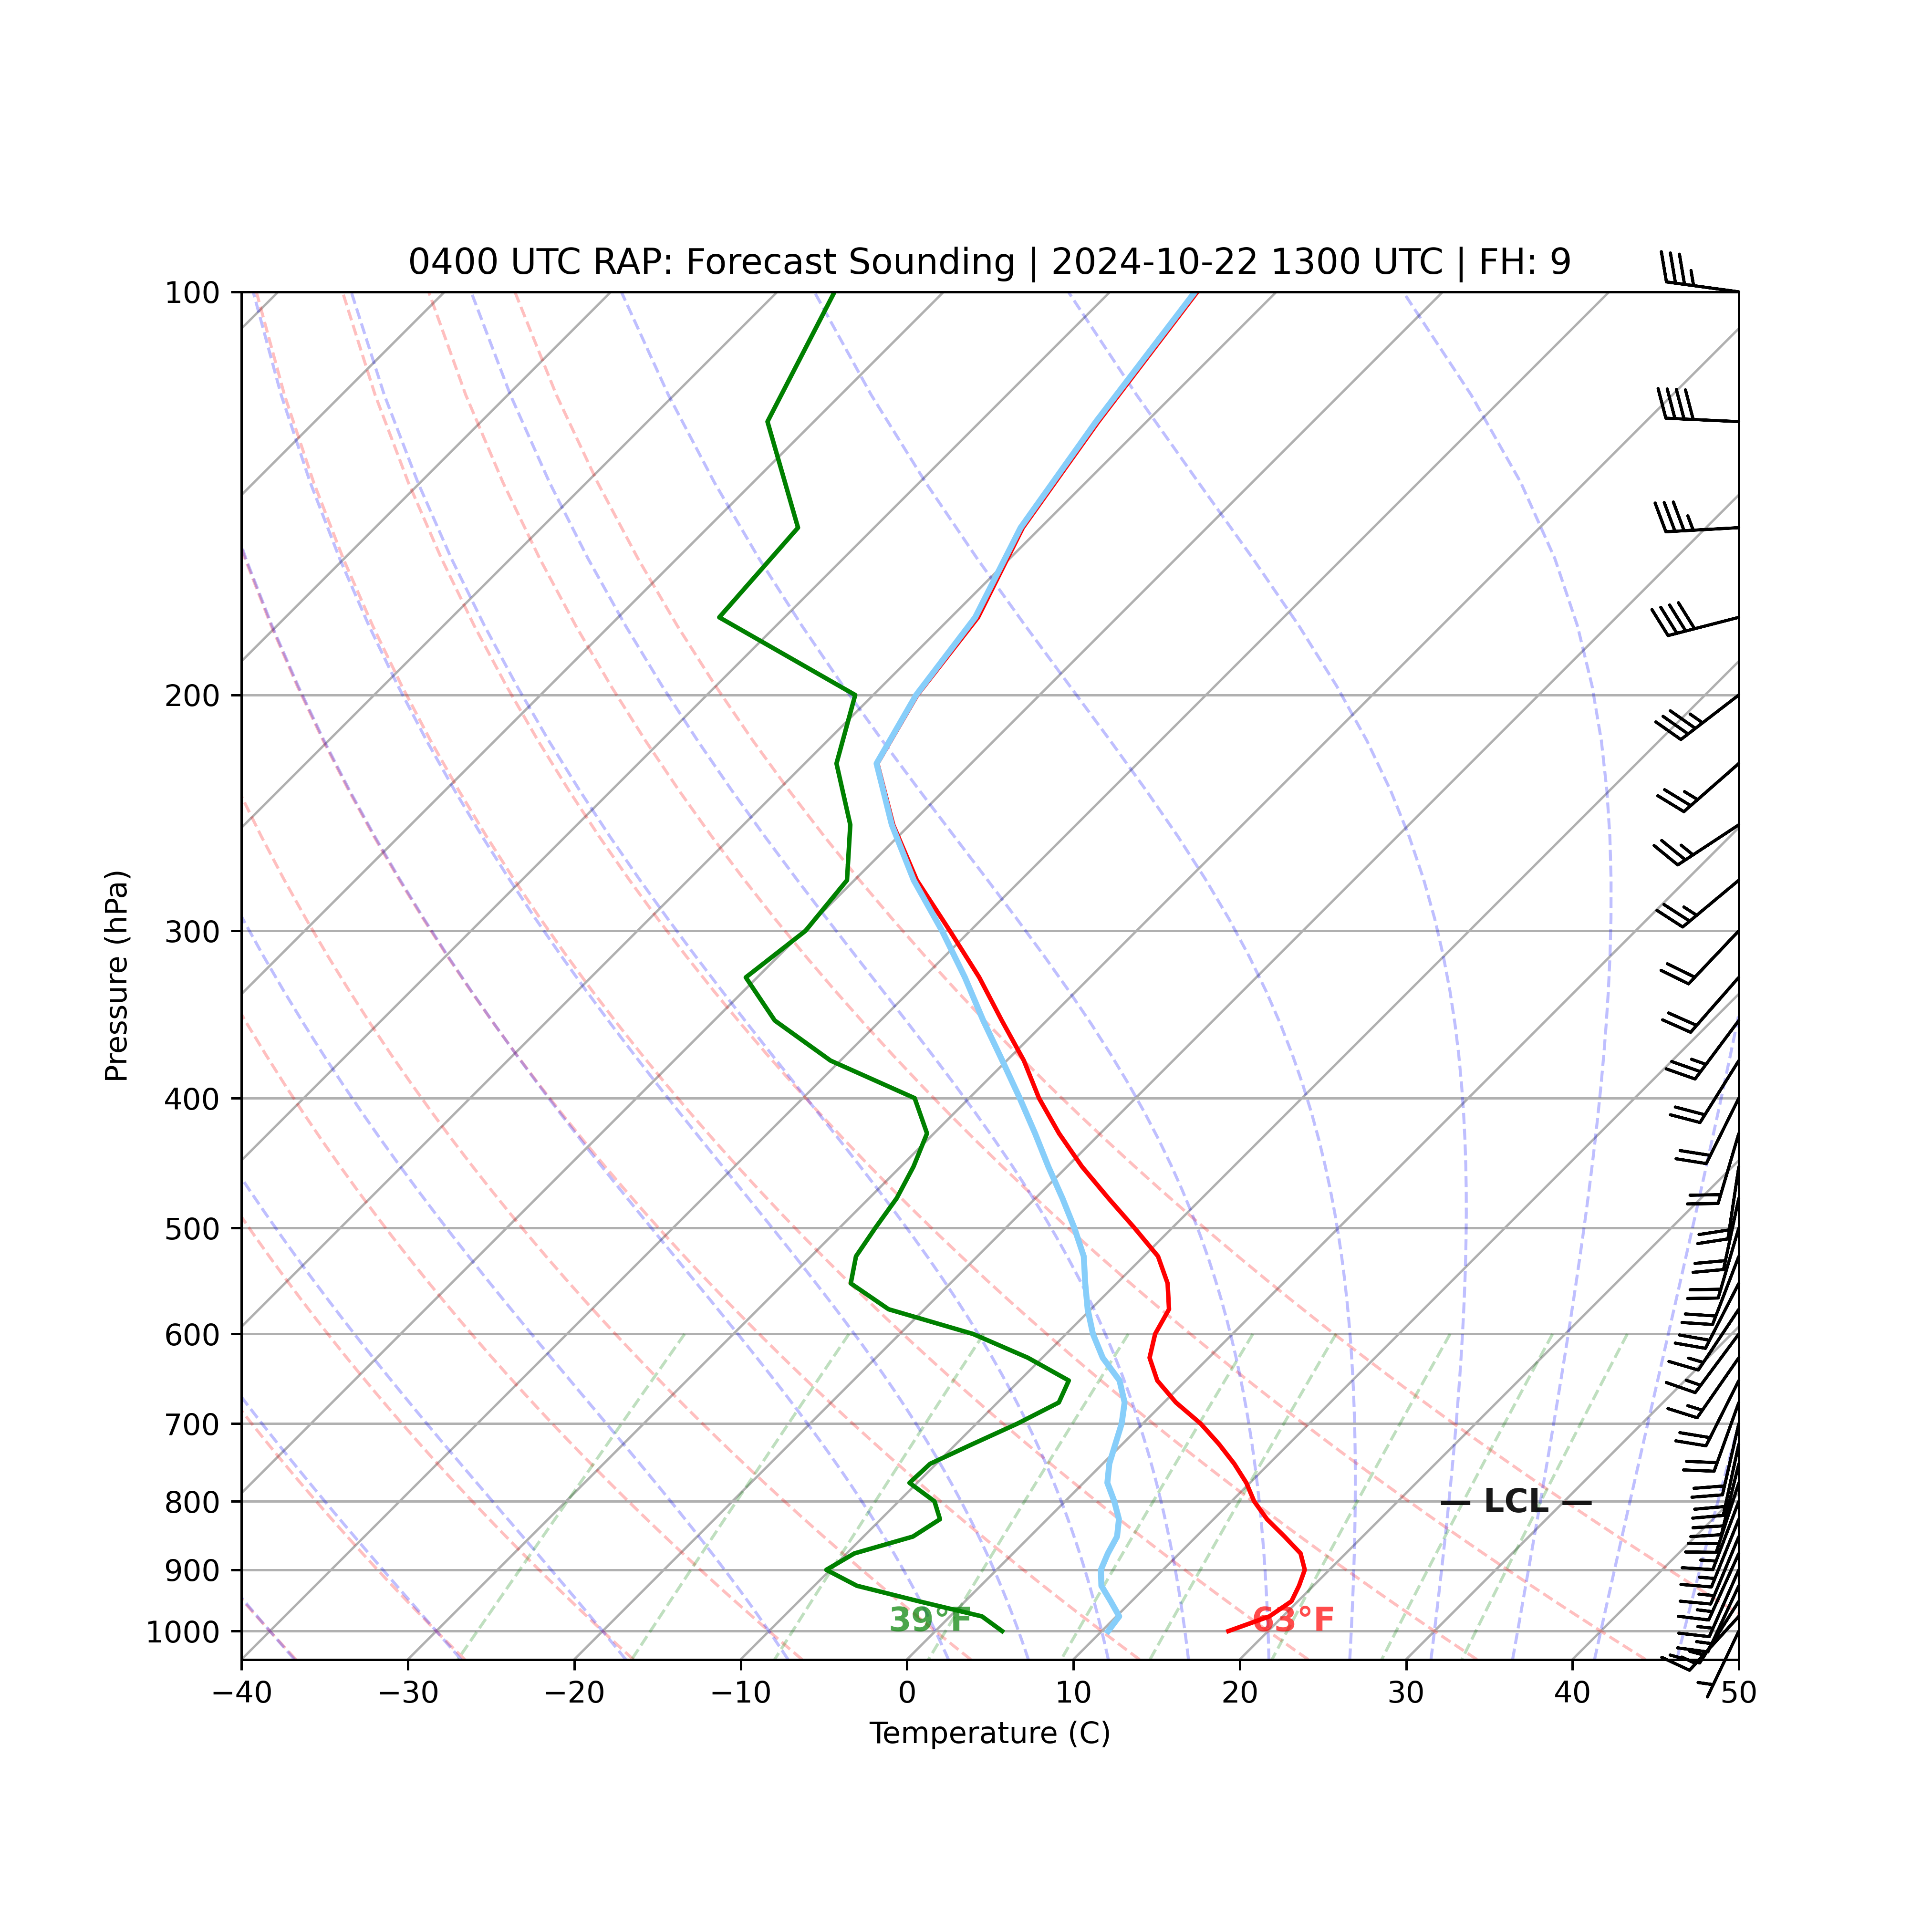 0400 UTC RAP: Forecast Sounding | 2024-10-22 1300 UTC | FH: 9
100
200
300
400
500
600
700
800
900
1000
Pressure (hPa)
— LCL —
39°F
63°F
−40 −30 −20 −10 0 10 20 30 40 50
Temperature (C)